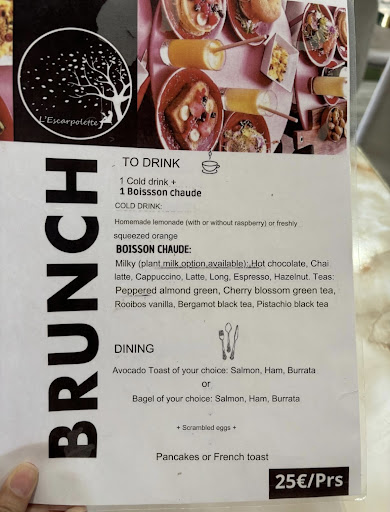 L'Escarpolette
BRUNCH
TO DRINK
1 Cold drink +
1 Boissson chaude
COLD DRINK:
Homemade lemonade (with or without raspberry) or freshly
squeezed orange
BOISSON CHAUDE:
Milky (plant milk option available): Hot chocolate, Chai
latte, Cappuccino, Latte, Long, Espresso, Hazelnut. Teas:
Peppered almond green, Cherry blossom green tea,
Rooibos vanilla, Bergamot black tea, Pistachio black tea
DINING
Avocado Toast of your choice: Salmon, Ham, Burrata
or
Bagel of your choice: Salmon, Ham, Burrata
+ Scrambled eggs +
Pancakes or French toast
25€/Prs